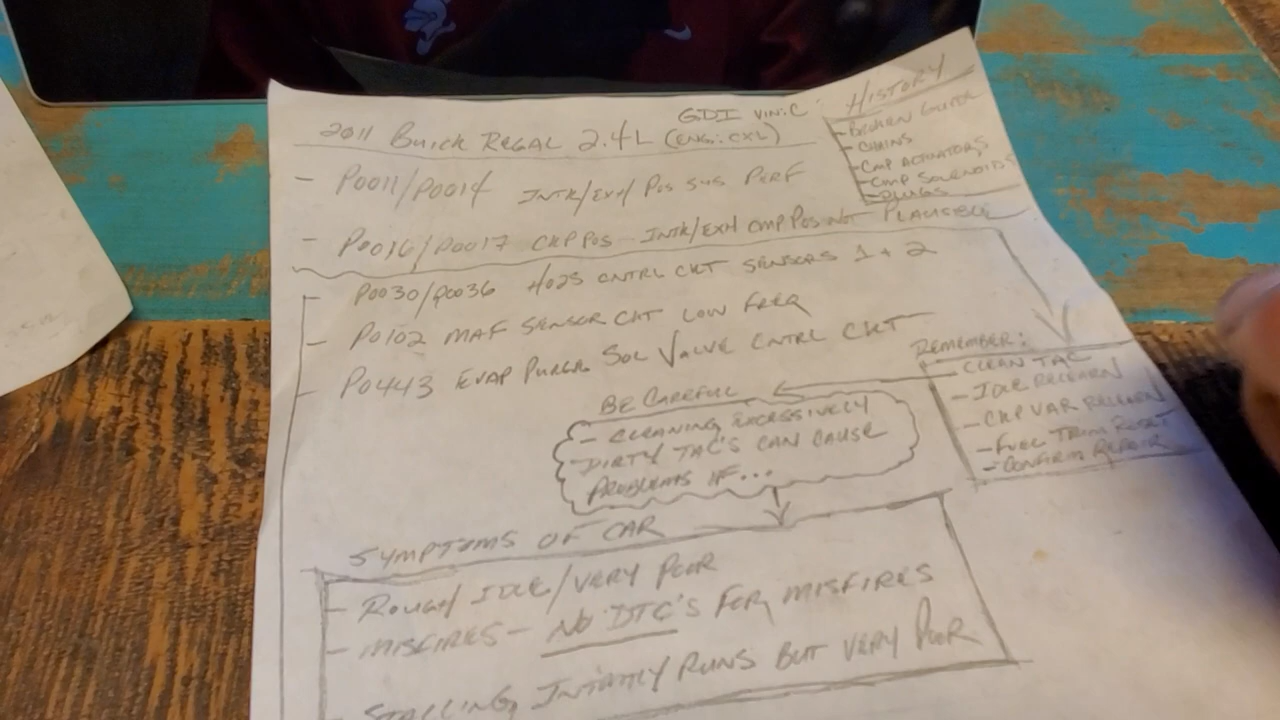 2011 Buick Regal 2.4L (ENG: CXL)
GDI VIN:C
HISTORY
- BROKEN GUIDE
- CHAINS
- CMP ACTUATORS
- CMP SOLENOIDS
- PLUGS
- P0011/P0014 INTK/EXH POS SYS PERF
- P0016/P0017 CKP POS - INTK/EXH CMP POS NOT PLAUSIBLE
- P0030/P0036 HO2S CNTRL CKT SENSORS 1 + 2
- P0102 MAF SENSOR CKT LOW FREQ
- P0443 EVAP PURGE SOL VALVE CNTRL CKT
REMEMBER:
- CLEAN TAC
- IDLE RELEARN
- CKP VAR RELEARN
- FUEL TRIM RESET
- CONFIRM REPAIR
BE CAREFUL
- CLEANING EXCESSIVELY
DIRTY TAC'S CAN CAUSE
PROBLEMS IF...
SYMPTOMS OF CAR
- ROUGH IDLE/VERY POOR
- MISFIRES - NO DTC'S FOR MISFIRES
- STALLING, RUNS BUT VERY POOR